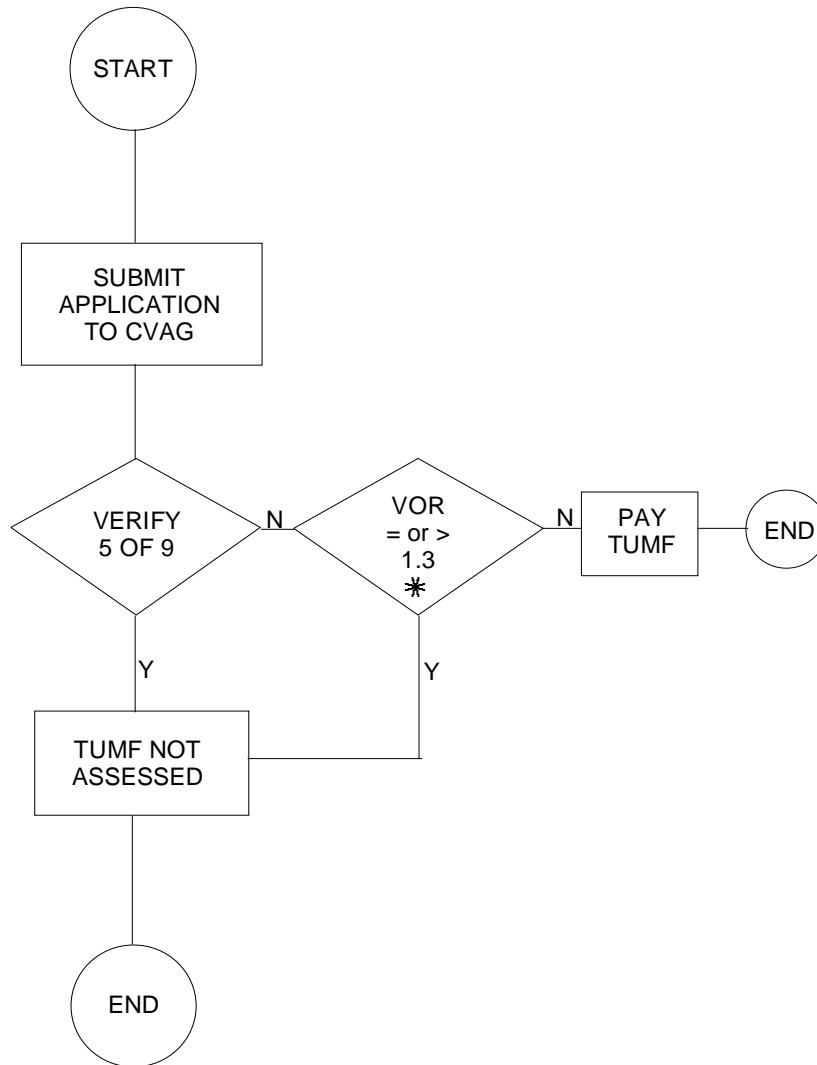 START
SUBMIT
APPLICATION
TO CVAG
VERIFY
5 OF 9
N
VOR
= or >
1.3
*
N
PAY
TUMF
END
Y
Y
TUMF NOT
ASSESSED
END